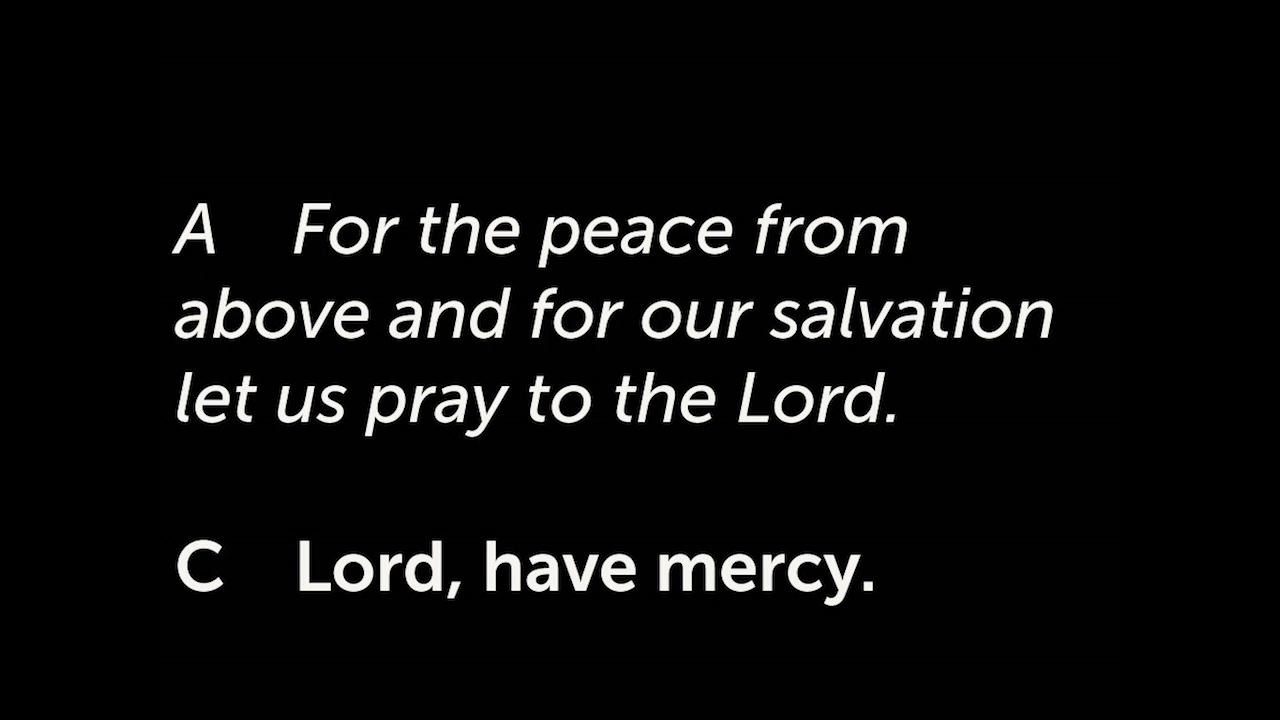 A For the peace from
above and for our salvation
let us pray to the Lord.
C Lord, have mercy.